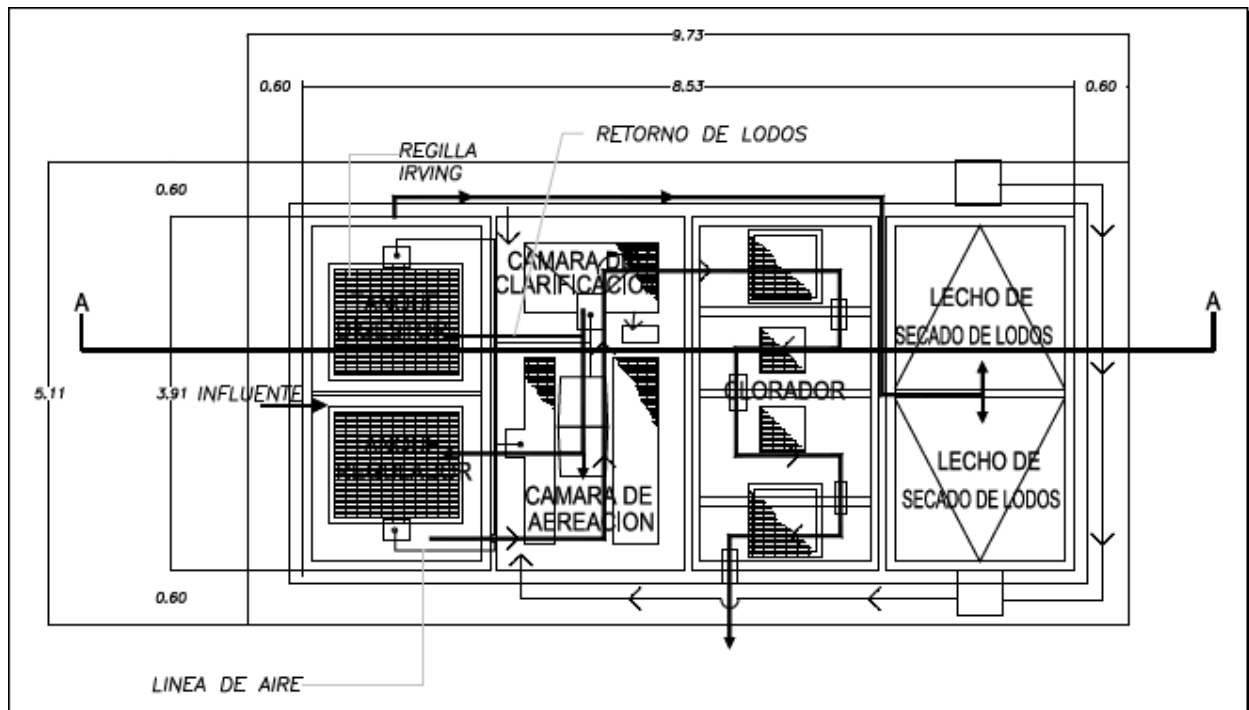 9.73
0.60
8.53
0.60
RETORNO DE LODOS
REGILLA
IRVING
0.60
CAMARA DE
CLARIFICACION
A
A
TANQUE
LECHO DE
SECADO DE LODOS
5.11
3.91
INFLUENTE
CLORADOR
LECHO DE
SECADO DE LODOS
CAMARA DE
AEREACION
0.60
LINEA DE AIRE